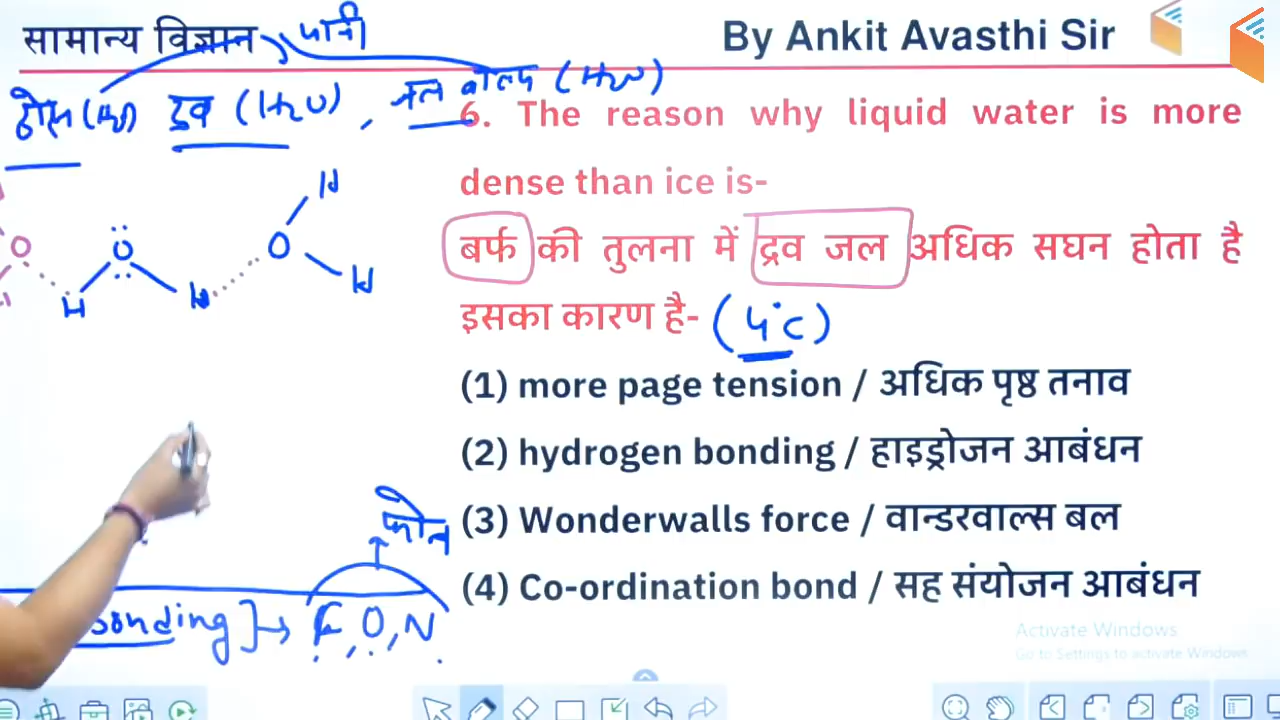 सामान्य विज्ञान
पानी
By Ankit Avasthi Sir
ठोस (H₂O) द्रव (H₂O), (H₂O)
6. The reason why liquid water is more
dense than ice is-
बर्फ की तुलना में द्रव जल अधिक सघन होता है
इसका कारण है- (4°C)
(1) more page tension / अधिक पृष्ठ तनाव
(2) hydrogen bonding / हाइड्रोजन आबंधन
(3) Wonderwalls force / वान्डरवाल्स बल
(4) Co-ordination bond / सह संयोजन आबंधन
H
O O O
H H H
फोन
bonding] → F, O, N
Activate Windows
Go to Settings to activate Windows